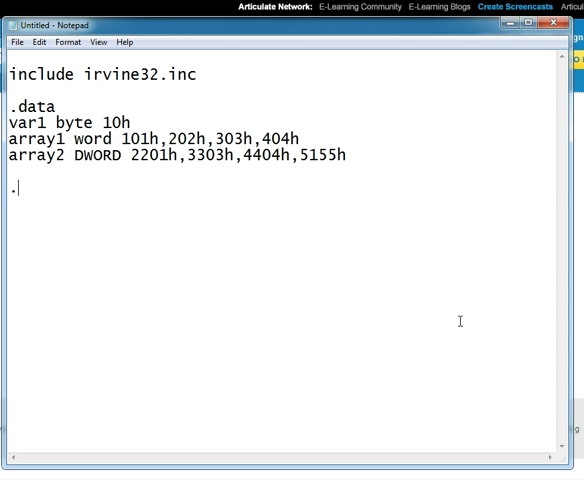 Articulate Network: E-Learning Community E-Learning Blogs Create Screencasts
Untitled - Notepad
File Edit Format View Help
include irvine32.inc
.data
var1 byte 10h
array1 word 101h,202h,303h,404h
array2 DWORD 2201h,3303h,4404h,5155h
.